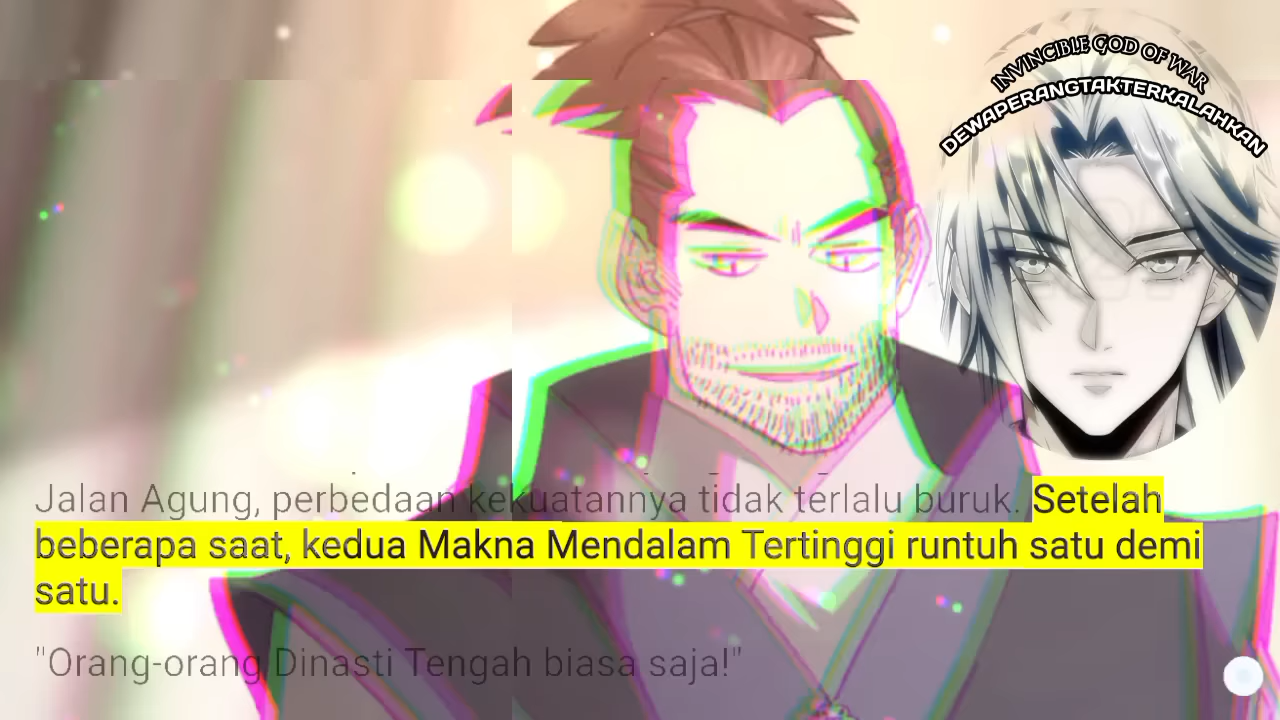 INVINCIBLE GOD OF WAR
DEWAPERANGTAKTERKALAHKAN
Jalan Agung, perbedaan kekuatannya tidak terlalu buruk. Setelah
beberapa saat, kedua Makna Mendalam Tertinggi runtuh satu demi
satu.
"Orang-orang Dinasti Tengah biasa saja!"